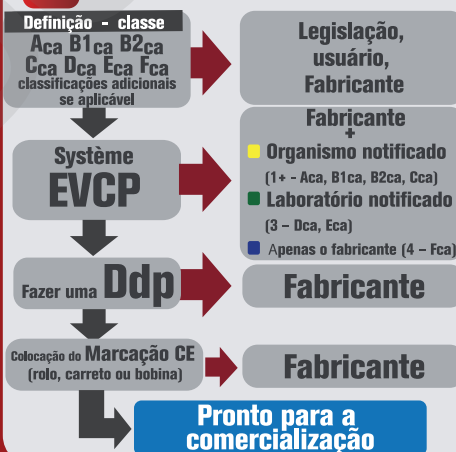 Definição - classe
Aca B1ca B2ca
Cca Dca Eca Fca
classificações adicionais
se aplicável
Legislação,
usuário,
Fabricante
Système
EVCP
Fabricante
+
Organismo notificado
(1+ - Aca, B1ca, B2ca, Cca)
Laboratório notificado
(3 – Dca, Eca)
Apenas o fabricante (4 – Fca)
Fazer uma Ddp
Fabricante
Colocação do Marcação CE
(rolo, carreto ou bobina)
Fabricante
Pronto para a
comercialização